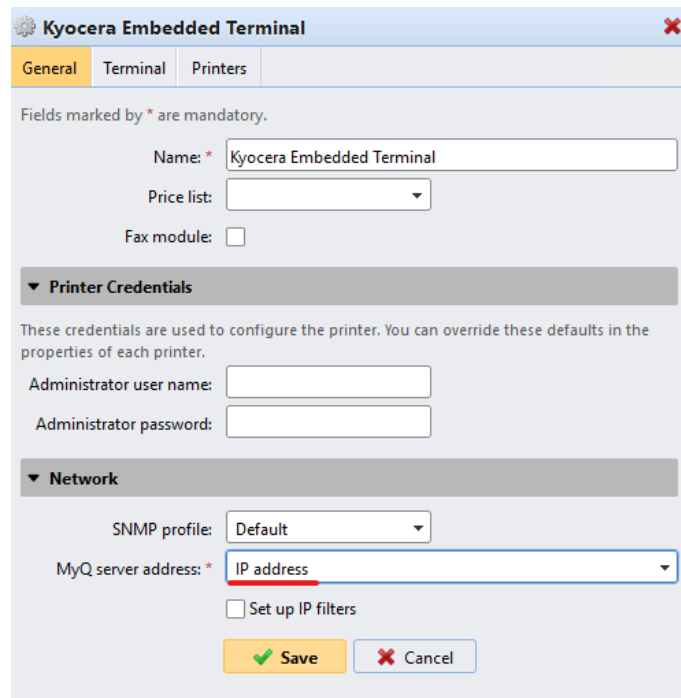 Kyocera Embedded Terminal
General Terminal Printers
Fields marked by * are mandatory.
Name: * Kyocera Embedded Terminal
Price list:
Fax module:
Printer Credentials
These credentials are used to configure the printer. You can override these defaults in the
properties of each printer.
Administrator user name:
Administrator password:
Network
SNMP profile: Default
MyQ server address: * IP address
Set up IP filters
Save Cancel